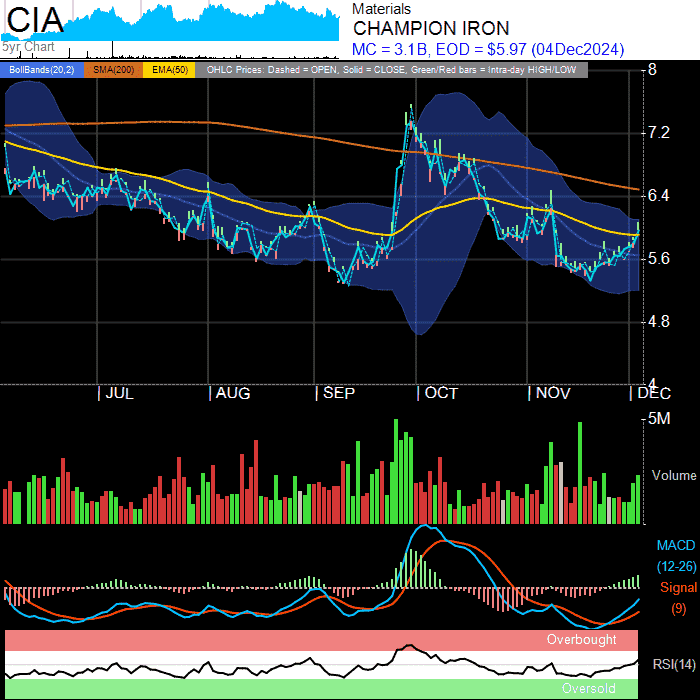 CIA
5yr Chart
Materials
CHAMPION IRON
MC = 3.1B, EOD = $5.97 (04Dec2024)
BollBands(20,2) SMA(200) EMA(50) OHLC Prices: Dashed = OPEN, Solid = CLOSE, Green/Red bars = Intra-day HIGH/LOW
8
7.2
6.4
5.6
4.8
4
JUL AUG SEP OCT NOV DEC
5M
Volume
MACD
(12-26)
Signal
(9)
Overbought
RSI(14)
Oversold